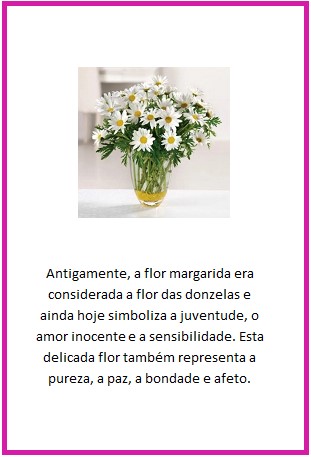 Antigamente, a flor margarida era
considerada a flor das donzelas e
ainda hoje simboliza a juventude, o
amor inocente e a sensibilidade. Esta
delicada flor também representa a
pureza, a paz, a bondade e afeto.